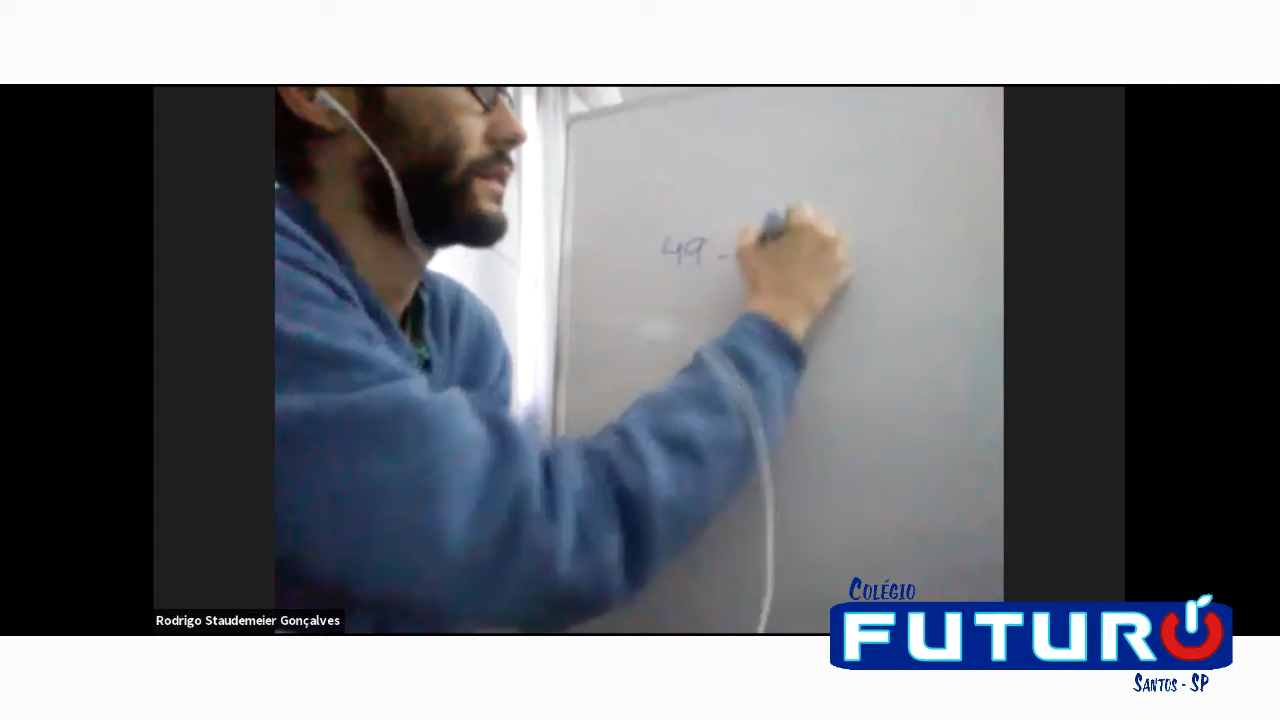 49 -
Rodrigo Staudemeier Gonçalves
COLÉGIO
FUTURO
SANTOS - SP